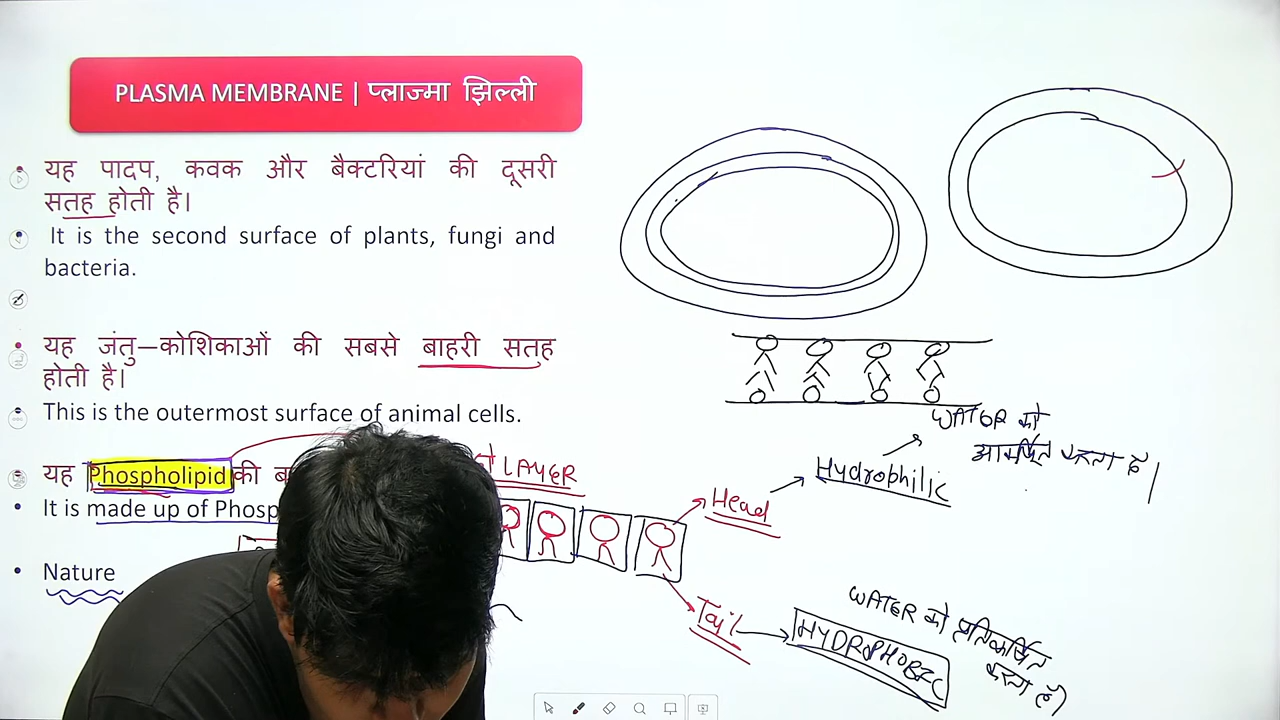 PLASMA MEMBRANE | प्लाज्मा झिल्ली
यह पादप, कवक और बैक्टरियां की दूसरी
सतह होती है।
It is the second surface of plants, fungi and
bacteria.
यह जंतु–कोशिकाओं की सबसे बाहरी सतह
होती है।
This is the outermost surface of animal cells.
यह Phospholipid की
It is made up of Phosp
Nature
LAYER
Head
Hydrophilic
WATER को
आकर्षित करता है।
Tail
HYDROPHOBIC
WATER को प्रतिकर्षित
करता है)